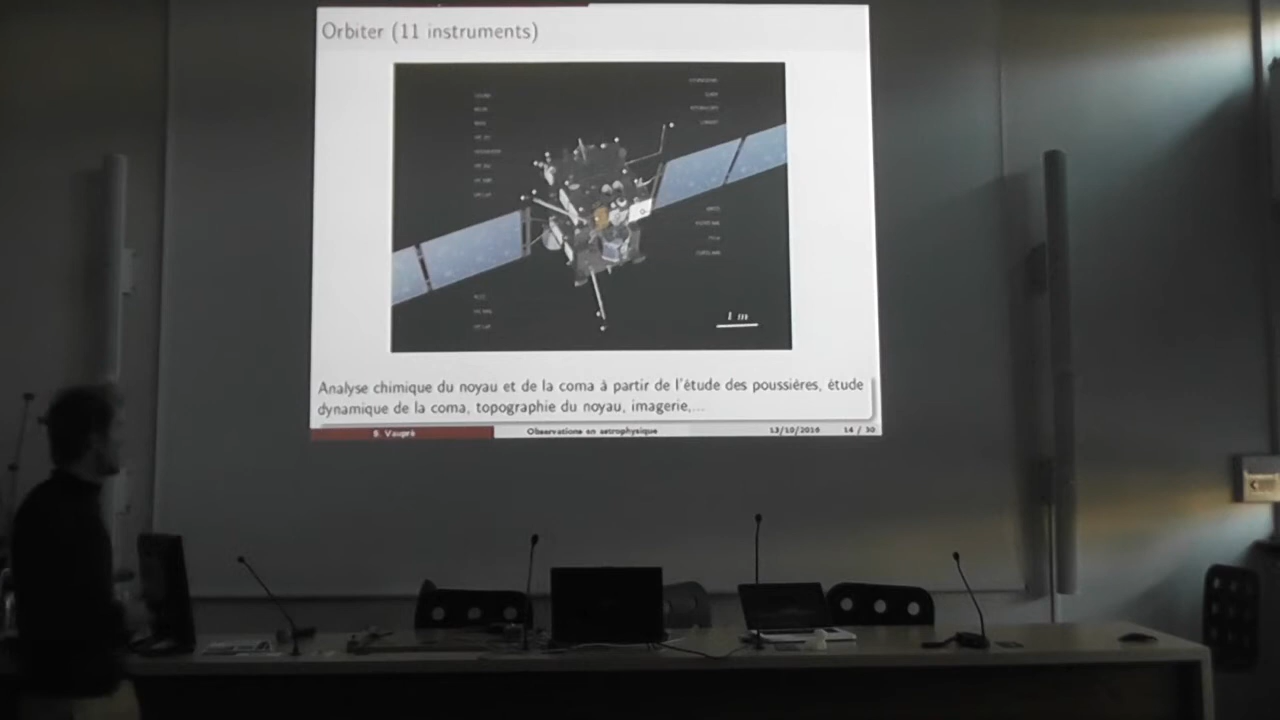 Orbiter (11 instruments)
1 m
Analyse chimique du noyau et de la coma à partir de l'étude des poussières, étude
dynamique de la coma, topographie du noyau, imagerie,...
S. Vaupré
Observations en astrophysique
13/10/2016
14 / 30